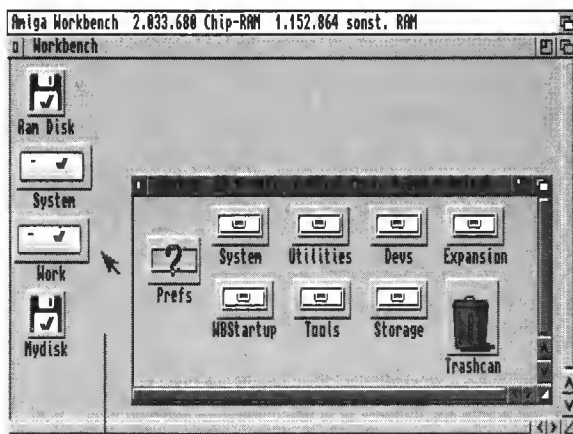 Amiga Workbench 2.033.680 Chip-RAM 1.152.864 sonst. RAM
Workbench
Ram Disk
System
Work
Mydisk
Prefs
System Utilities Devs Expansion
WBStartup Tools Storage
Trashcan